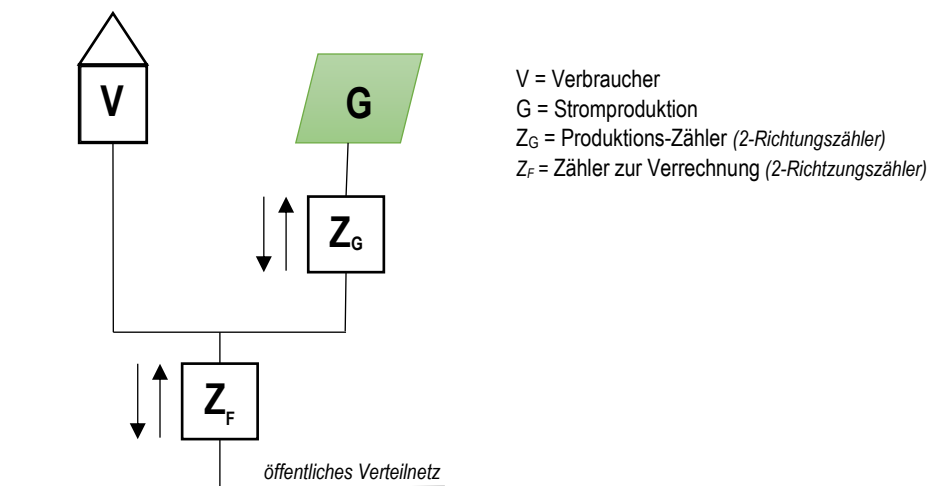 V
G
V = Verbraucher
G = Stromproduktion
ZG = Produktions-Zähler (2-Richtungszähler)
ZF = Zähler zur Verrechnung (2-Richtzungszähler)
ZG
ZF
öffentliches Verteilnetz